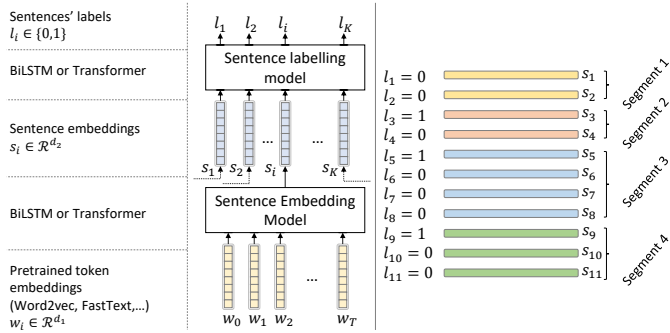 Sentences' labels
l_i ∈ {0,1}
BiLSTM or Transformer
Sentence embeddings
s_i ∈ ℛ^{d_2}
BiLSTM or Transformer
Pretrained token
embeddings
(Word2vec, FastText,...)
w_i ∈ ℛ^{d_1}
l_1 l_2 l_i l_K
Sentence labelling
model
... ...
s_1 s_2 s_i s_K
Sentence Embedding
Model
...
w_0 w_1 w_2 w_T
l_1 = 0 s_1
l_2 = 0 s_2
Segment 1
l_3 = 1 s_3
l_4 = 0 s_4
Segment 2
l_5 = 1 s_5
l_6 = 0 s_6
l_7 = 0 s_7
l_8 = 0 s_8
Segment 3
l_9 = 1 s_9
l_10 = 0 s_10
l_11 = 0 s_11
Segment 4